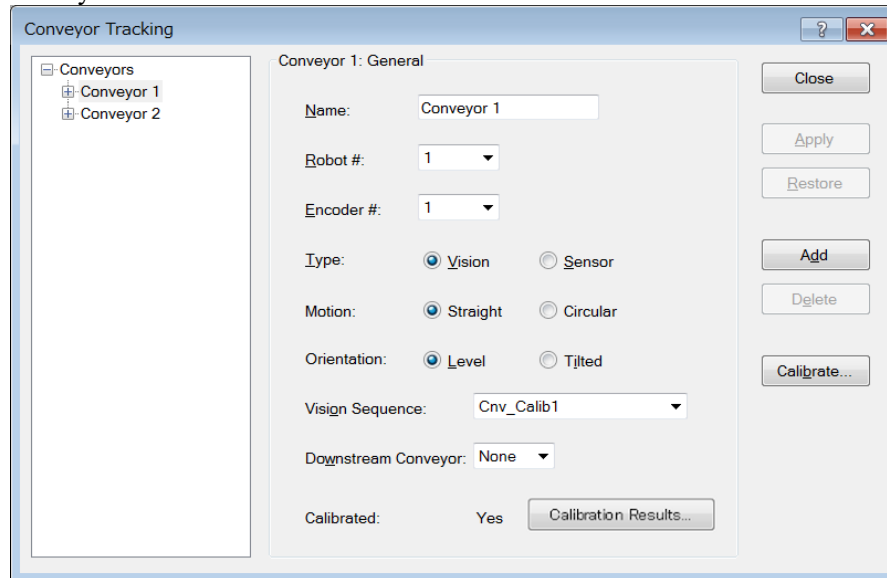 Conveyor Tracking
Conveyors
Conveyor 1
Conveyor 2
Conveyor 1: General
Name: Conveyor 1
Robot #: 1
Encoder #: 1
Type: Vision Sensor
Motion: Straight Circular
Orientation: Level Tilted
Vision Sequence: Cnv_Calib1
Downstream Conveyor: None
Calibrated: Yes Calibration Results...
?
Close
Apply
Restore
Add
Delete
Calibrate...